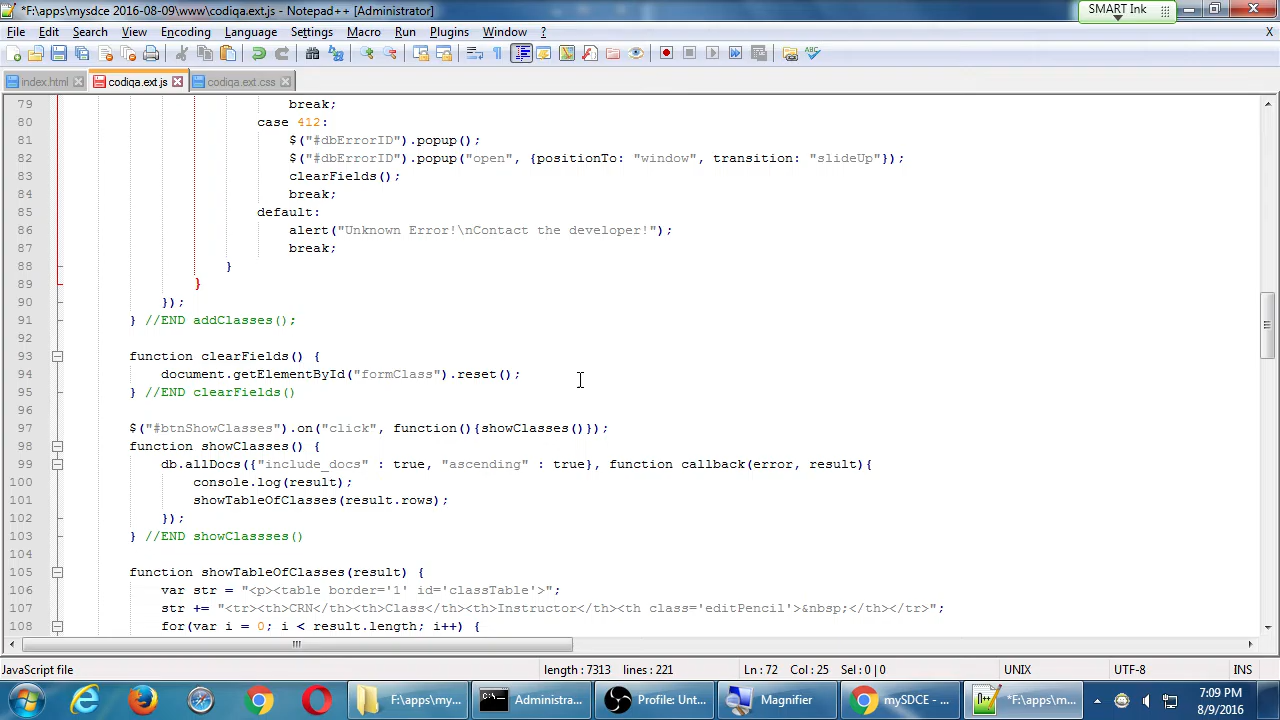 *F:\apps\mysdce 2016-08-09\www\codiqa.ext.js - Notepad++ [Administrator]
SMART Ink
File Edit Search View Encoding Language Settings Macro Run Plugins Window ? X
index.html codiqa.ext.js codiqa.ext.css
79 break;
80 case 412:
81 $("#dbErrorID").popup();
82 $("#dbErrorID").popup("open", {positionTo: "window", transition: "slideUp"});
83 clearFields();
84 break;
85 default:
86 alert("Unknown Error!\nContact the developer!");
87 break;
88 }
89 }
90 });
91 } //END addClasses();
92
93 function clearFields() {
94 document.getElementById("formClass").reset();
95 } //END clearFields()
96
97 $("#btnShowClasses").on("click", function(){showClasses()});
98 function showClasses() {
99 db.allDocs({"include_docs" : true, "ascending" : true}, function callback(error, result){
100 console.log(result);
101 showTableOfClasses(result.rows);
102 });
103 } //END showClassses()
104
105 function showTableOfClasses(result) {
106 var str = "<p><table border='1' id='classTable'>";
107 str += "<tr><th>CRN</th><th>Class</th><th>Instructor</th><th class='editPencil'>&nbsp;</th></tr>";
108 for(var i = 0; i < result.length; i++) {
JavaScript file length : 7313 lines : 221 Ln : 72 Col : 25 Sel : 0 | 0 UNIX UTF-8 INS
F:\apps\my... Administra... Profile: Unt... Magnifier mySDCE - ... *F:\apps\m... 7:09 PM
8/9/2016